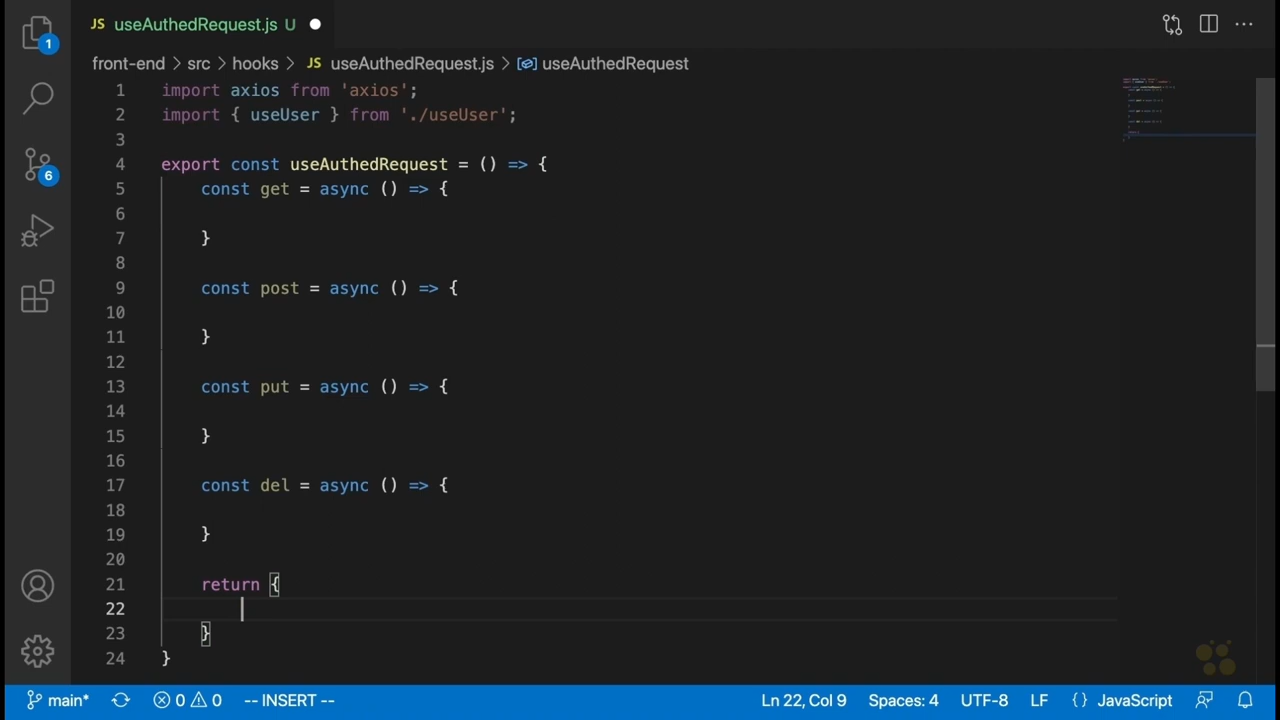 JS useAuthedRequest.js U
1
front-end > src > hooks > JS useAuthedRequest.js > useAuthedRequest
1 import axios from 'axios';
2 import { useUser } from './useUser';
3
4 export const useAuthedRequest = () => {
5 const get = async () => {
6
7 }
8
9 const post = async () => {
10
11 }
12
13 const put = async () => {
14
15 }
16
17 const del = async () => {
18
19 }
20
21 return {
22
23 }
24 }
6
main* 0 0 -- INSERT -- Ln 22, Col 9 Spaces: 4 UTF-8 LF {} JavaScript